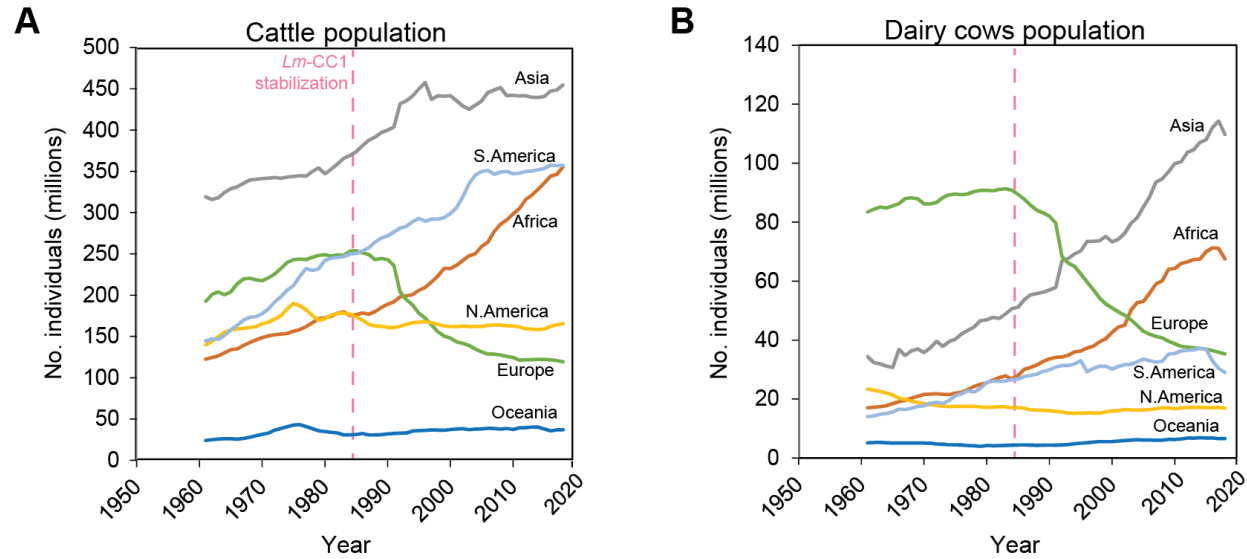 A
Cattle population
No. individuals (millions)
500
450
400
350
300
250
200
150
100
50
0
Lm-CC1
stabilization
Asia
S.America
Africa
N.America
Europe
Oceania
1950
1960
1970
1980
1990
2000
2010
2020
Year
B
Dairy cows population
No. individuals (millions)
140
120
100
80
60
40
20
0
Asia
Africa
Europe
S.America
N.America
Oceania
1950
1960
1970
1980
1990
2000
2010
2020
Year